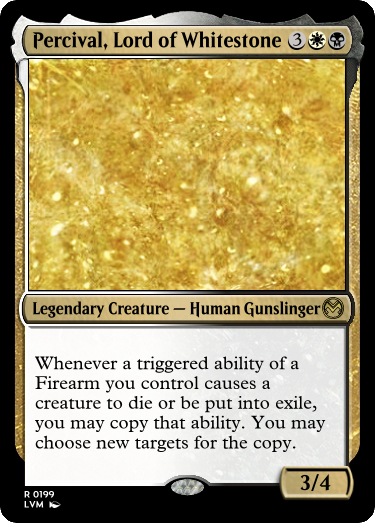 Percival, Lord of Whitestone 3
Legendary Creature — Human Gunslinger
Whenever a triggered ability of a
Firearm you control causes a
creature to die or be put into exile,
you may copy that ability. You may
choose new targets for the copy.
3/4
R 0199
LVM